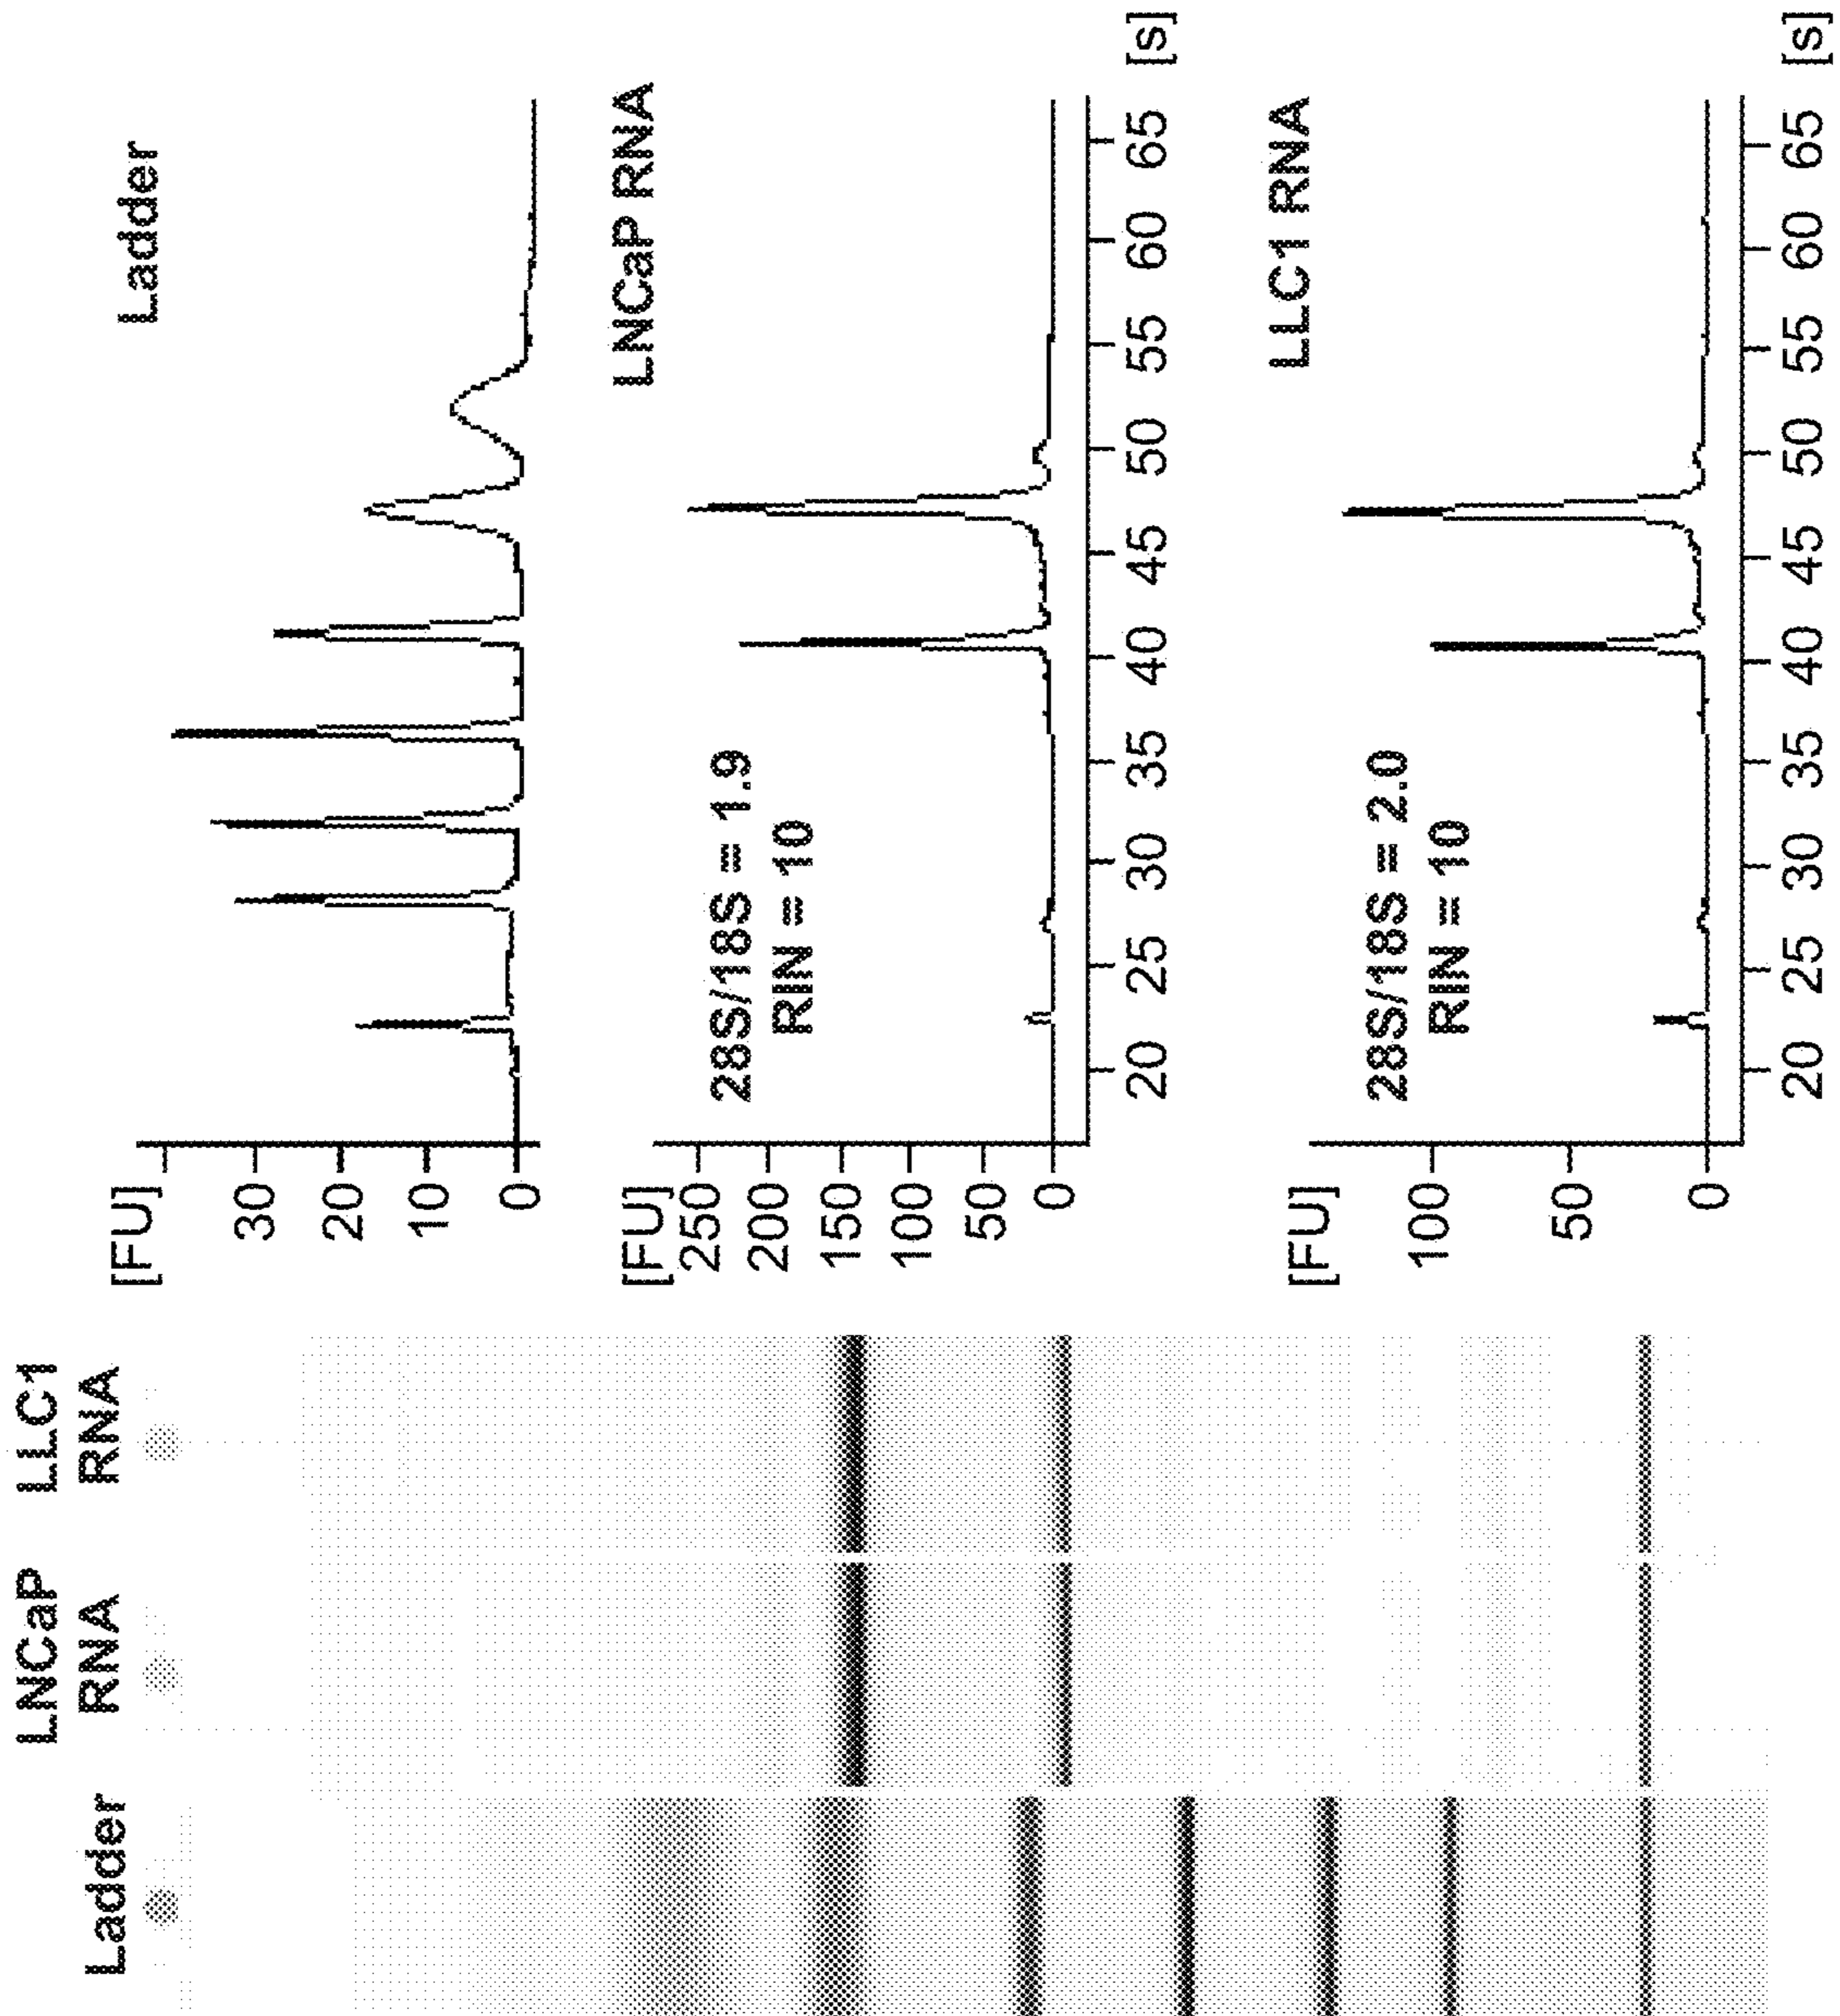 Ladder
LNCaP
RNA
LLC1
RNA
[FU]
30
20
10
0
Ladder
[FU]
250
200
150
100
50
0
28S/18S = 1.9
RIN = 10
LNCaP RNA
20 25 30 35 40 45 50 55 60 65 [s]
[FU]
100
50
0
28S/18S = 2.0
RIN = 10
LLC1 RNA
20 25 30 35 40 45 50 55 60 65 [s]